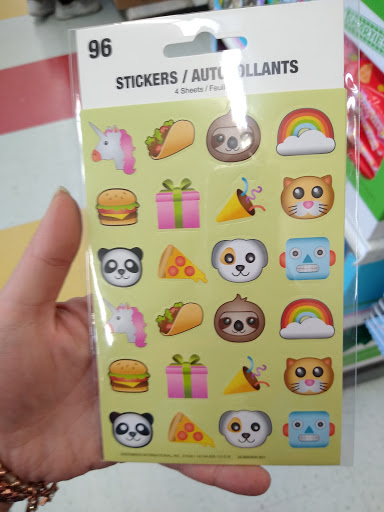 96
STICKERS / AUTOCOLLANTS
4 Sheets / Feuil